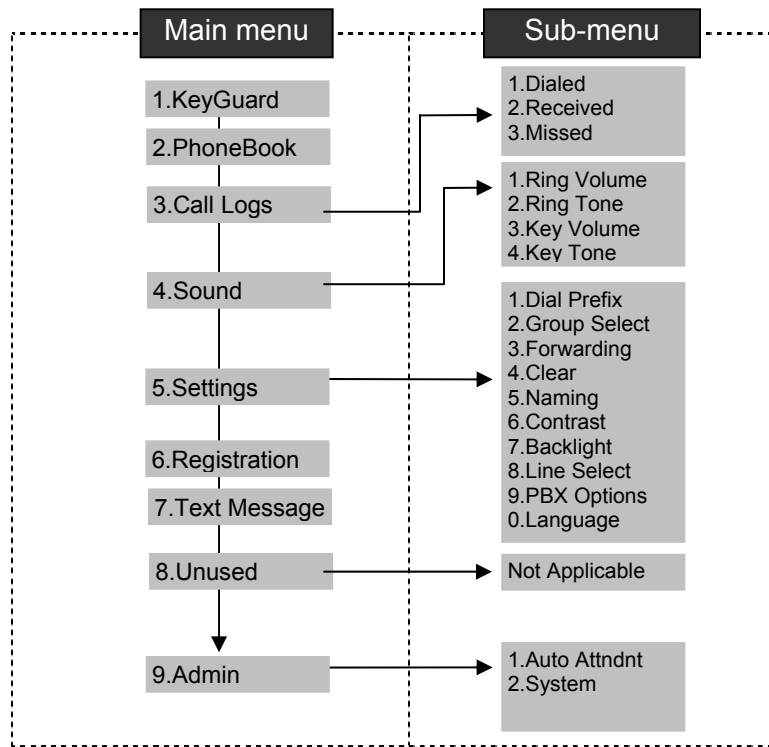 Main menu
1.KeyGuard
2.PhoneBook
3.Call Logs
4.Sound
5.Settings
6.Registration
7.Text Message
8.Unused
9.Admin
Sub-menu
1.Dialed
2.Received
3.Missed
1.Ring Volume
2.Ring Tone
3.Key Volume
4.Key Tone
1.Dial Prefix
2.Group Select
3.Forwarding
4.Clear
5.Naming
6.Contrast
7.Backlight
8.Line Select
9.PBX Options
0.Language
Not Applicable
1.Auto Attndnt
2.System